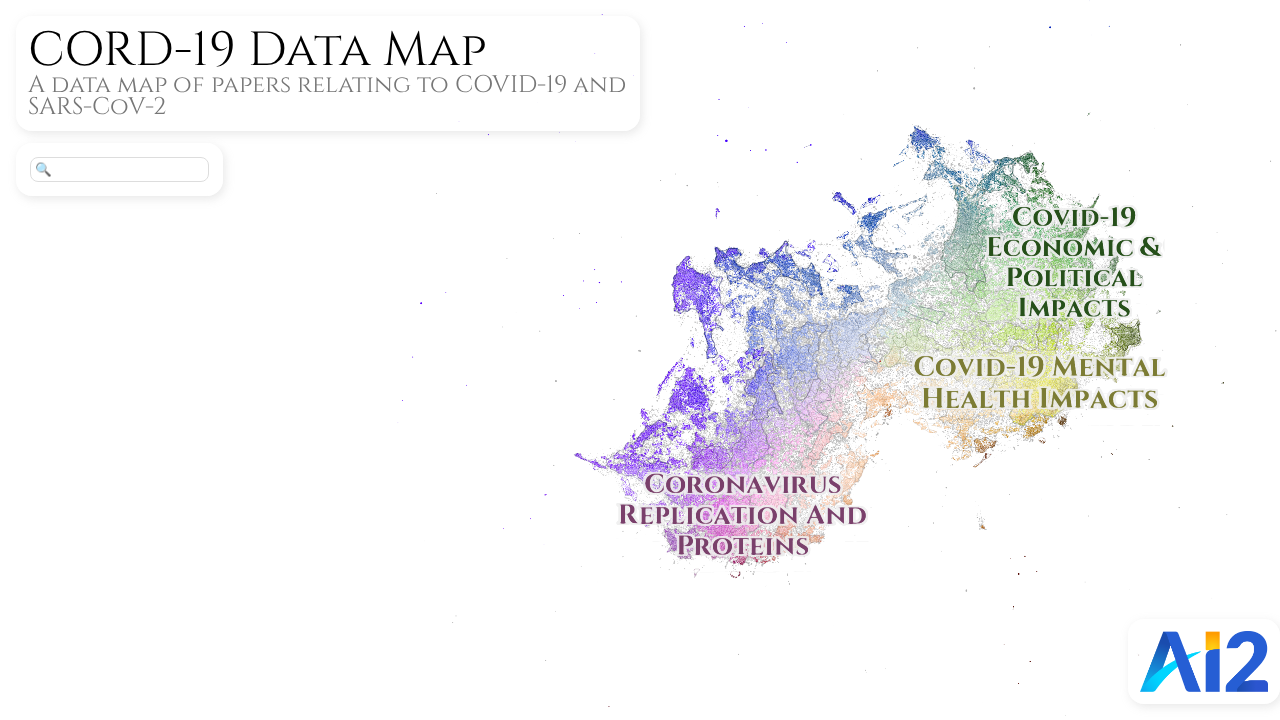 CORD-19 Data Map
A data map of papers relating to COVID-19 and
SARS-CoV-2
Covid-19
Economic &
Political
Impacts
Covid-19 Mental
Health Impacts
Coronavirus
Replication And
Proteins
Ai2